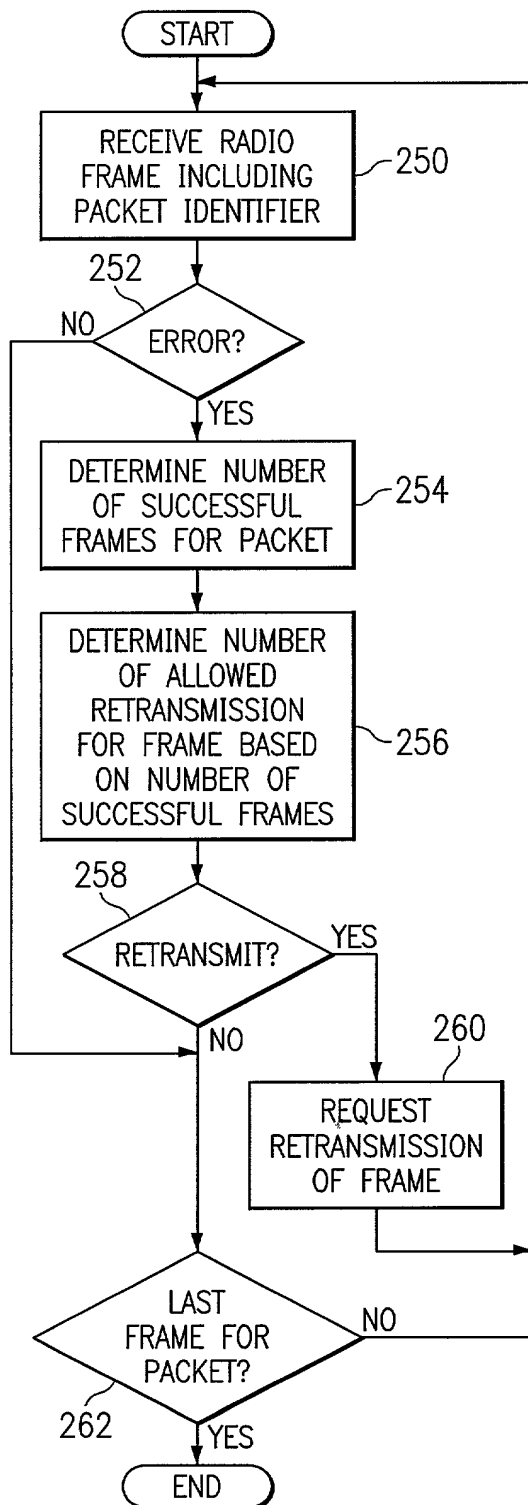 START
RECEIVE RADIO
FRAME INCLUDING
PACKET IDENTIFIER
250
252
NO
ERROR?
YES
DETERMINE NUMBER
OF SUCCESSFUL
FRAMES FOR PACKET
254
DETERMINE NUMBER
OF ALLOWED
RETRANSMISSION
FOR FRAME BASED
ON NUMBER OF
SUCCESSFUL FRAMES
256
258
RETRANSMIT?
YES
NO
260
REQUEST
RETRANSMISSION
OF FRAME
LAST
FRAME FOR
PACKET?
NO
262
YES
END